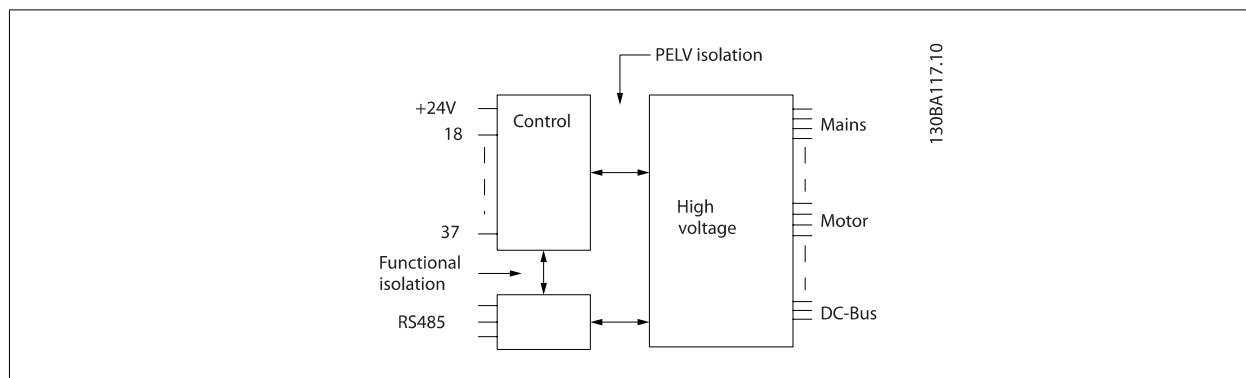 PELV isolation
130BA117.10
+24V
Control
Mains
18
High
voltage
Motor
37
Functional
isolation
RS485
DC-Bus